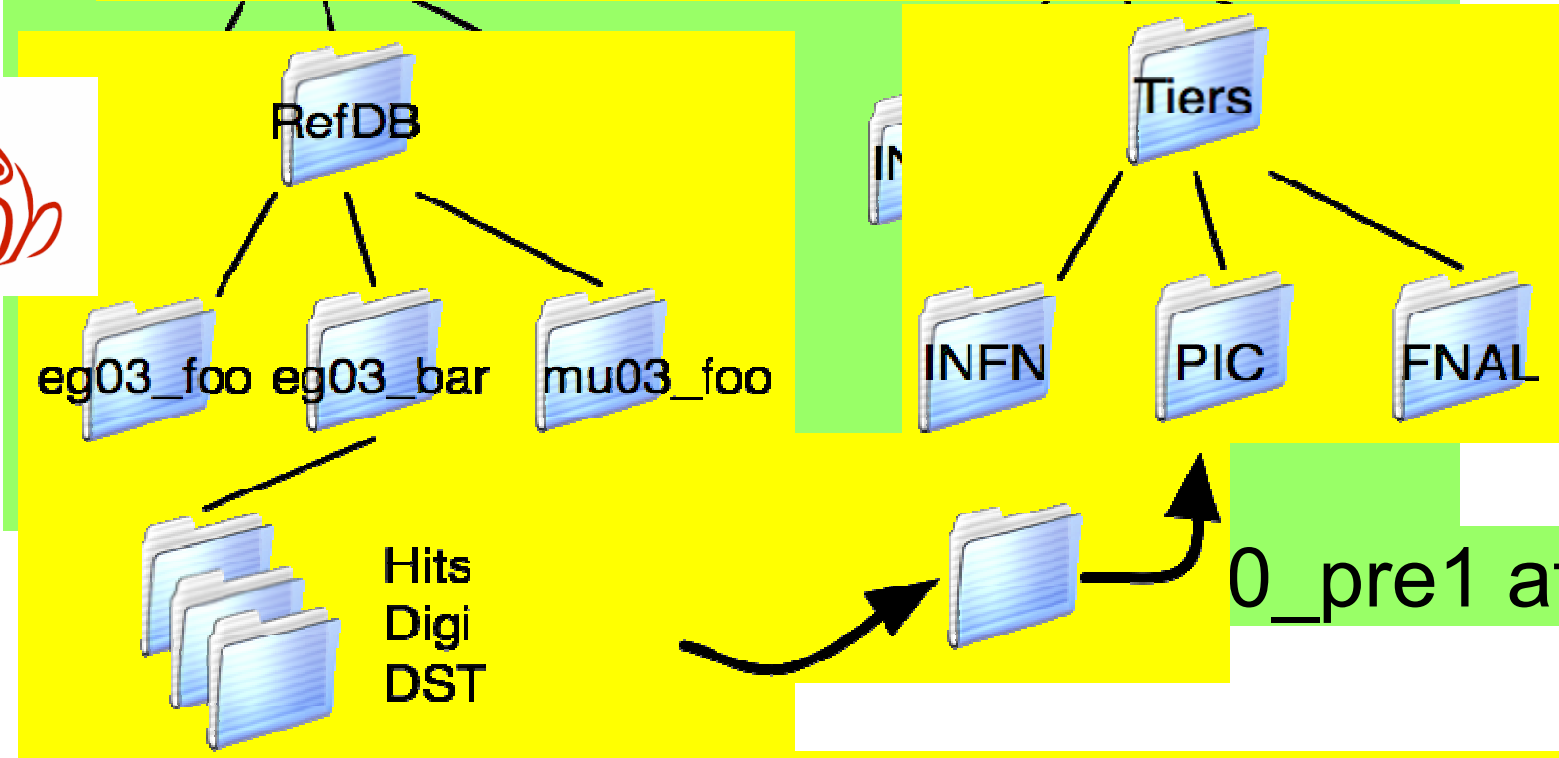 RefDB
eg03_foo eg03_bar mu03_foo
Hits
Digi
DST
Tiers
INFN PIC FNAL
0_pre1